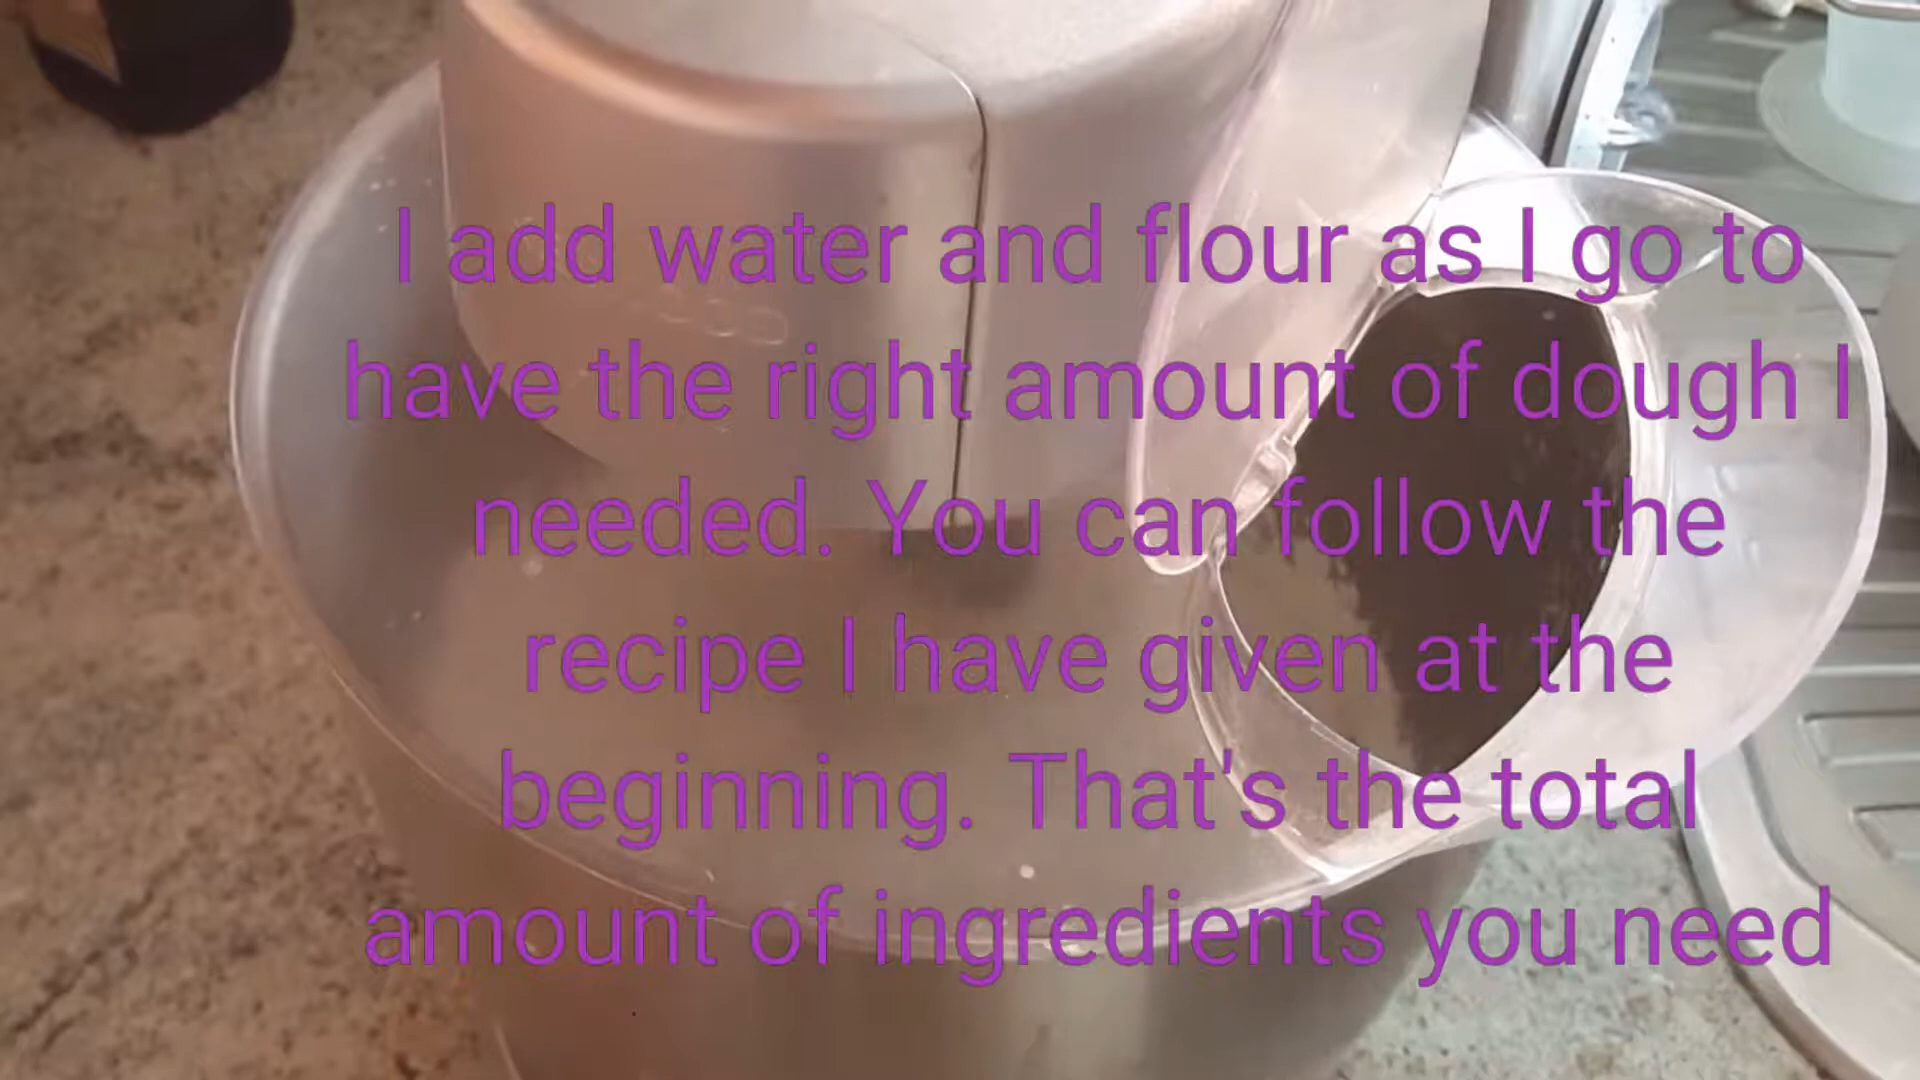 I add water and flour as I go to
have the right amount of dough I
needed. You can follow the
recipe I have given at the
beginning. That's the total
amount of ingredients you need